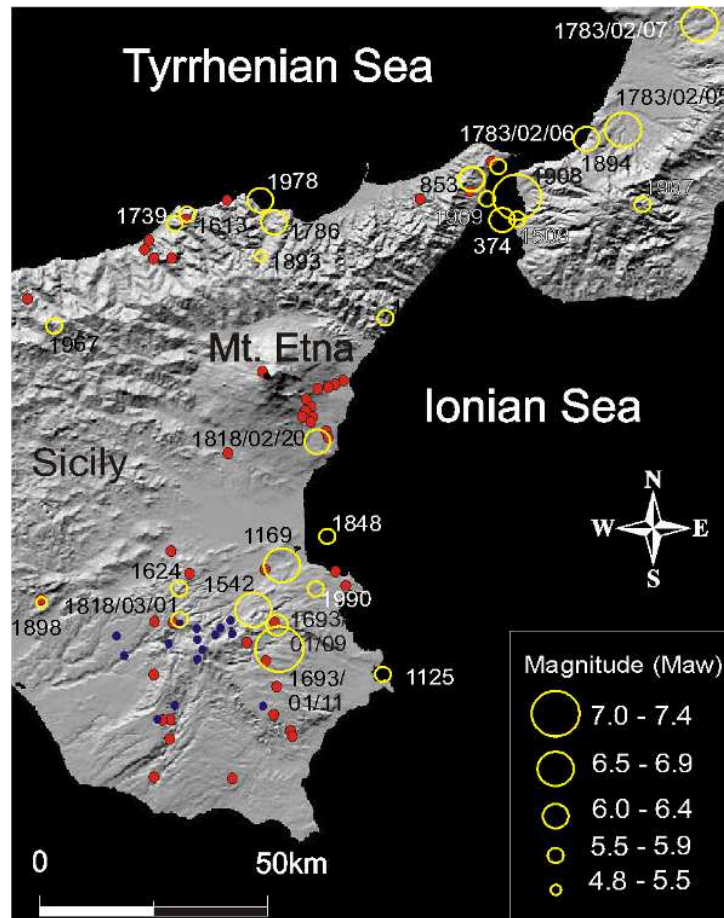 1783/02/07
Tyrrhenian Sea
1783/02/05
1783/02/06
1894
1978
853
1908
1739
1613
1786
1909
1907
374
1509
1893
1967
Mt. Etna
Ionian Sea
1818/02/20
Sicily
N
W
E
S
1848
1169
1624
1542
1990
1818/03/01
1898
1693/
01/09
1125
1693/
01/11
Magnitude (Maw)
7.0 - 7.4
6.5 - 6.9
6.0 - 6.4
5.5 - 5.9
4.8 - 5.5
0
50km